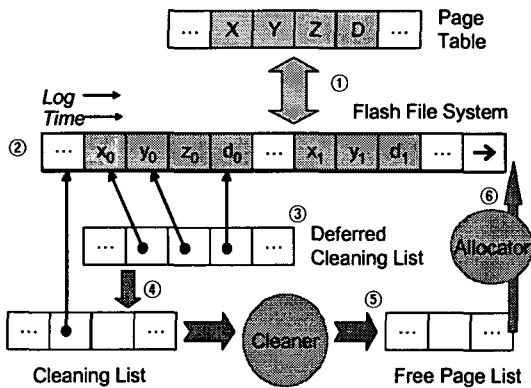 ... X Y Z D ...
Page
Table
①
Log
Time
Flash File System
②
... x₀ y₀ z₀ d₀ ... x₁ y₁ d₁ ... →
③
⑥
... ...
Deferred
Cleaning List
Allocator
④
⑤
... ...
Cleaner
... ...
Cleaning List
Free Page List